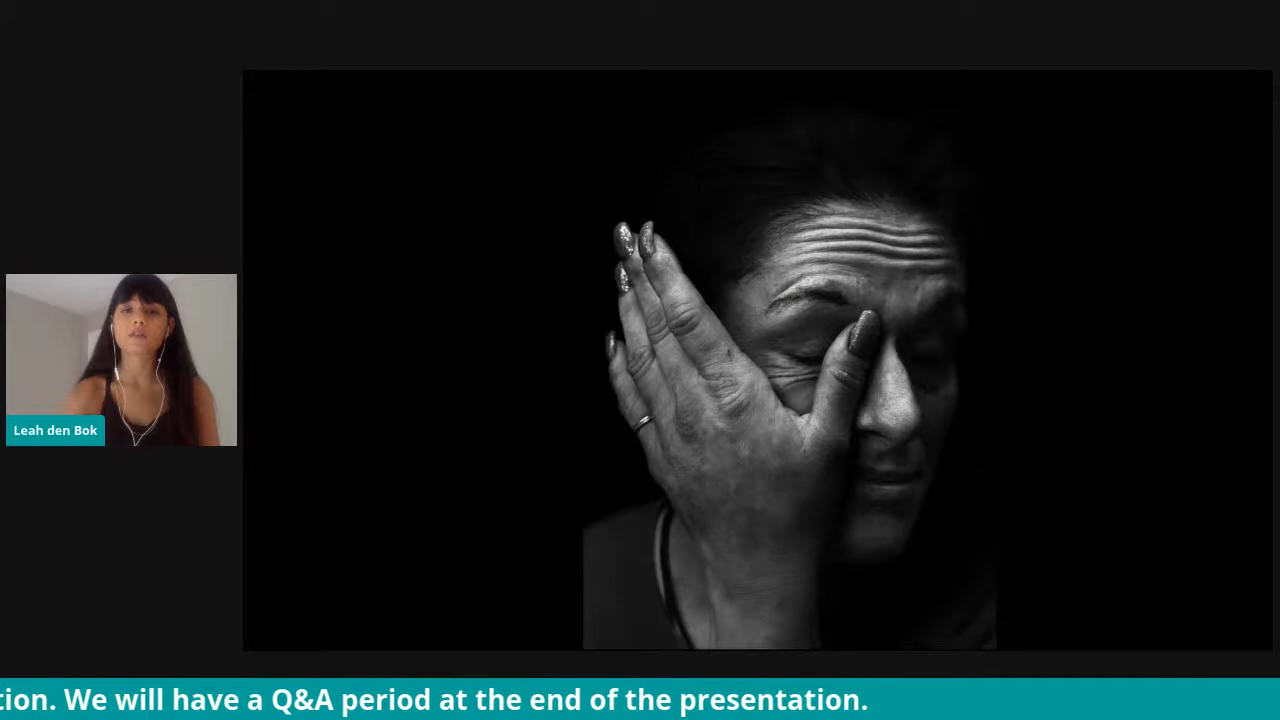 Leah den Bok
tion. We will have a Q&A period at the end of the presentation.